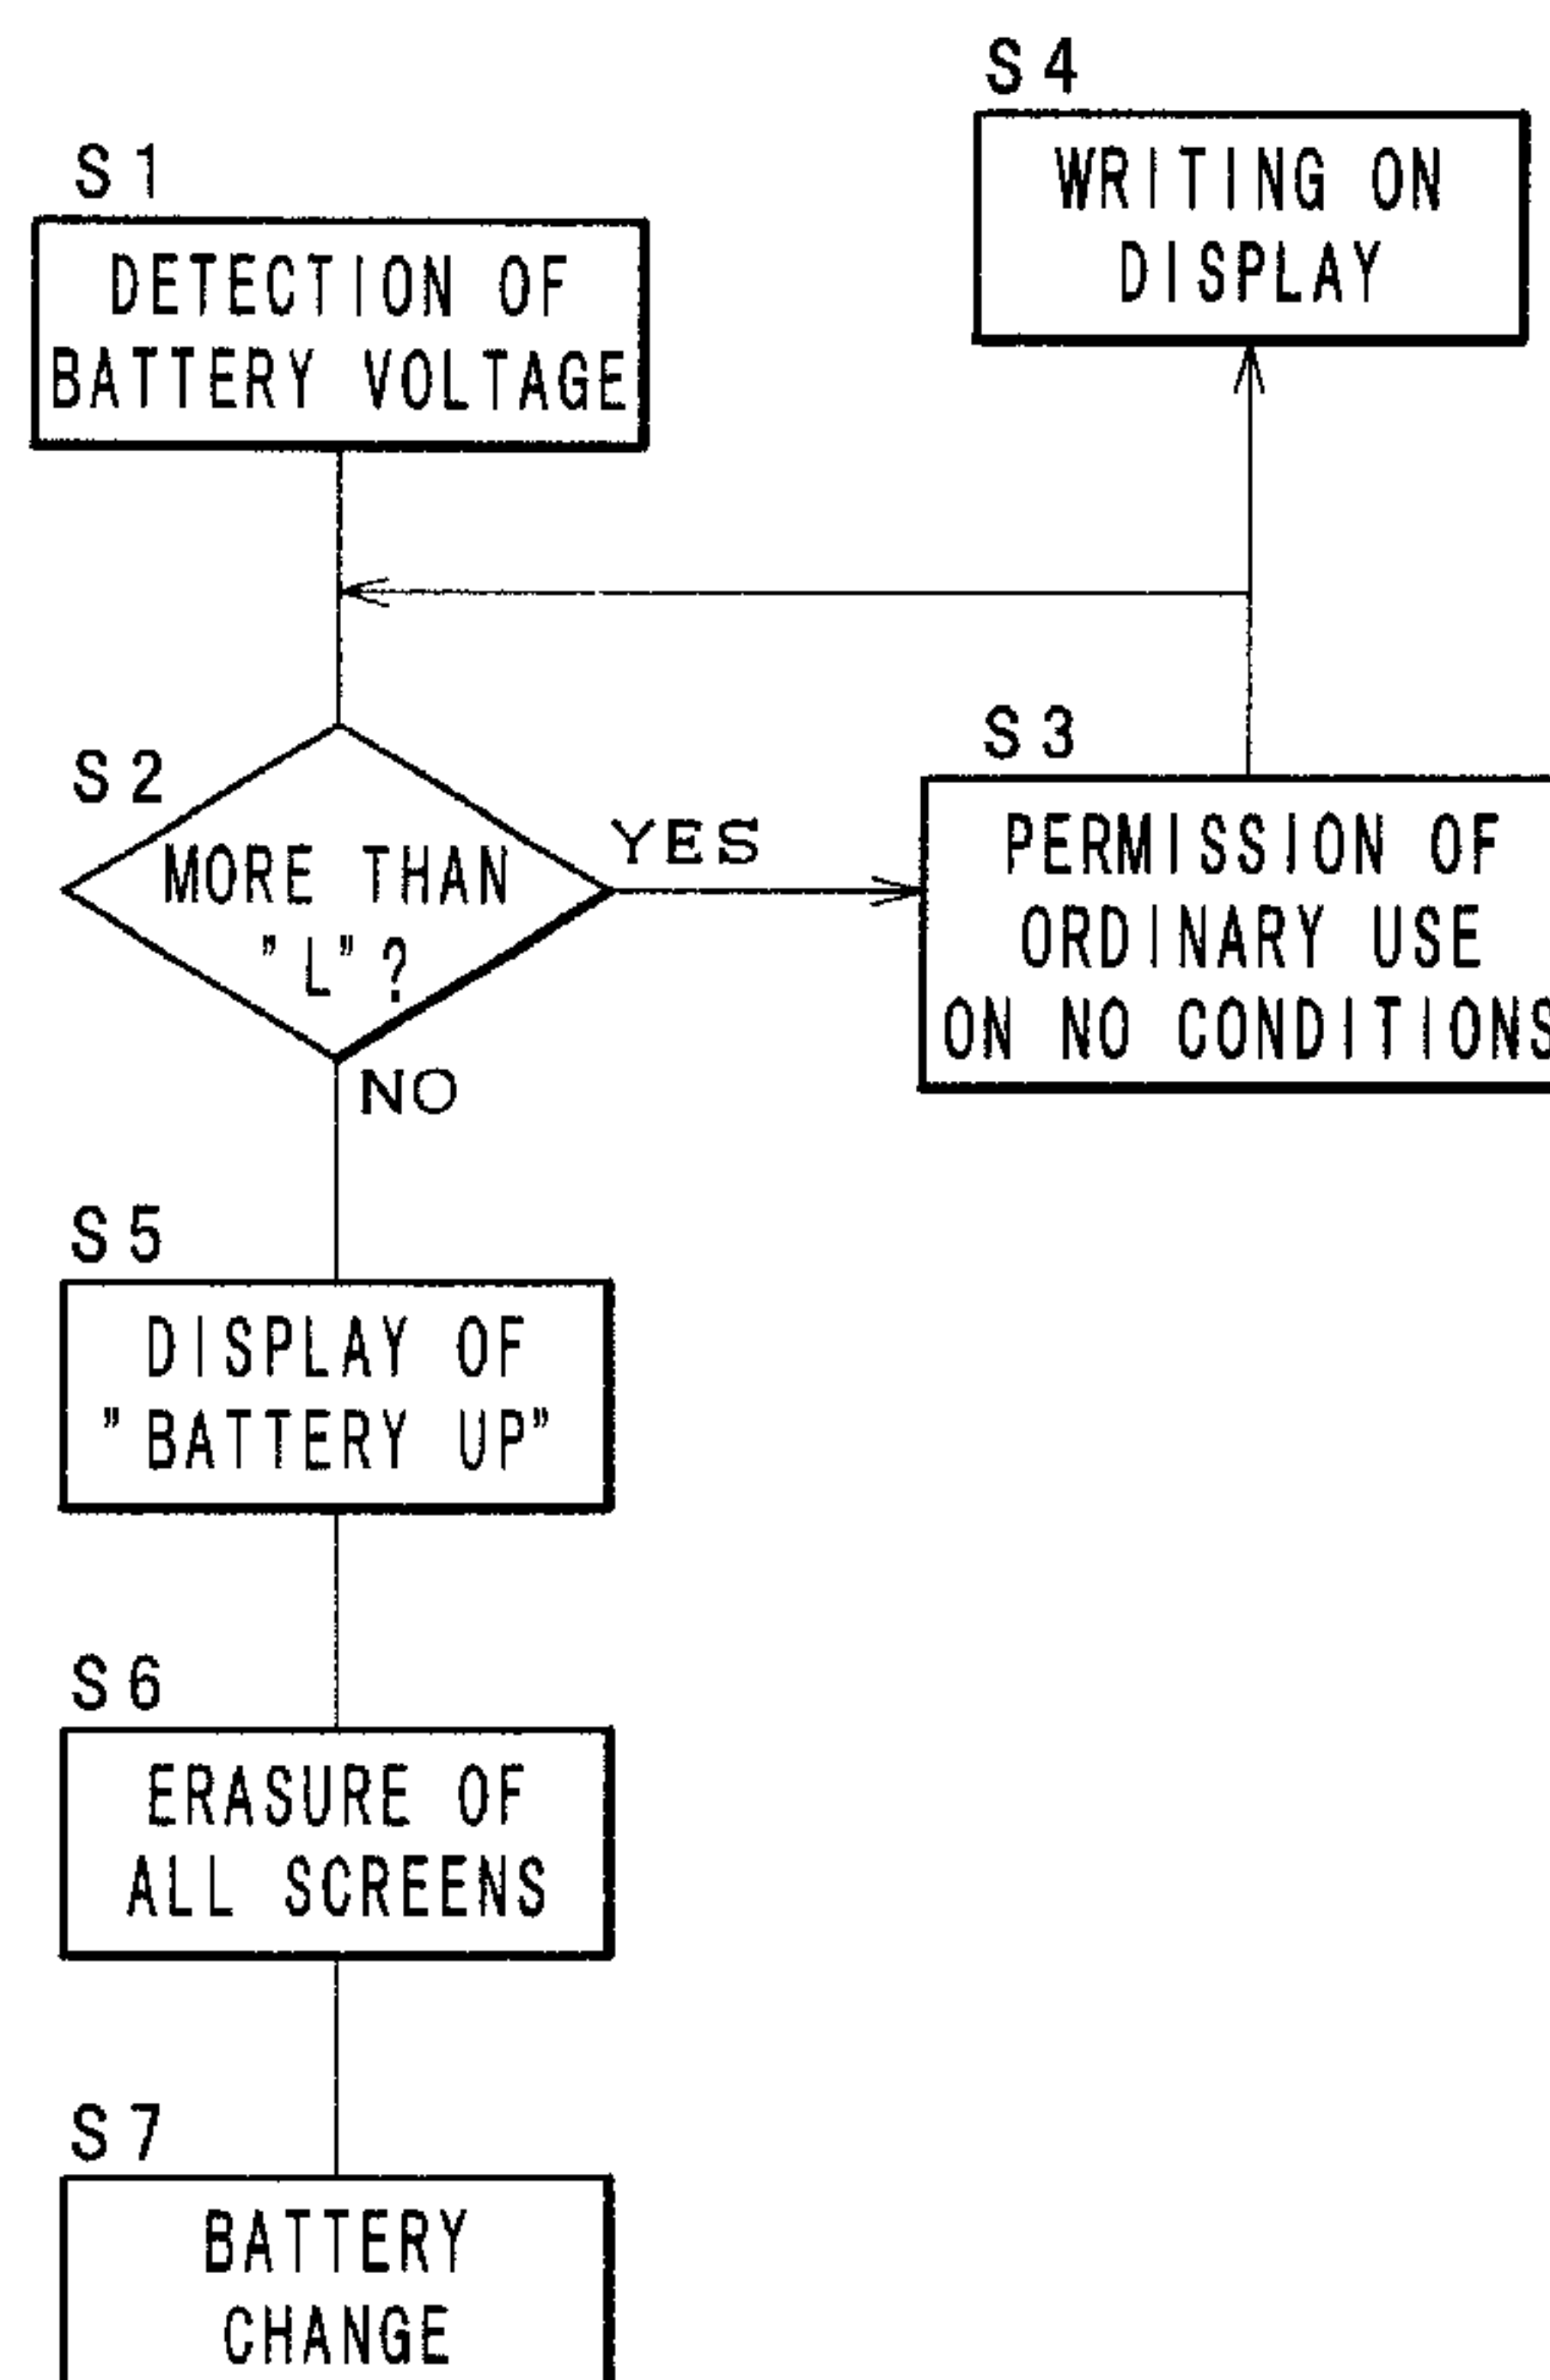 S4
WRITING ON
DISPLAY
S1
DETECTION OF
BATTERY VOLTAGE
S2
MORE THAN
"L"?
YES
NO
S3
PERMISSION OF
ORDINARY USE
ON NO CONDITIONS
S5
DISPLAY OF
"BATTERY UP"
S6
ERASURE OF
ALL SCREENS
S7
BATTERY
CHANGE